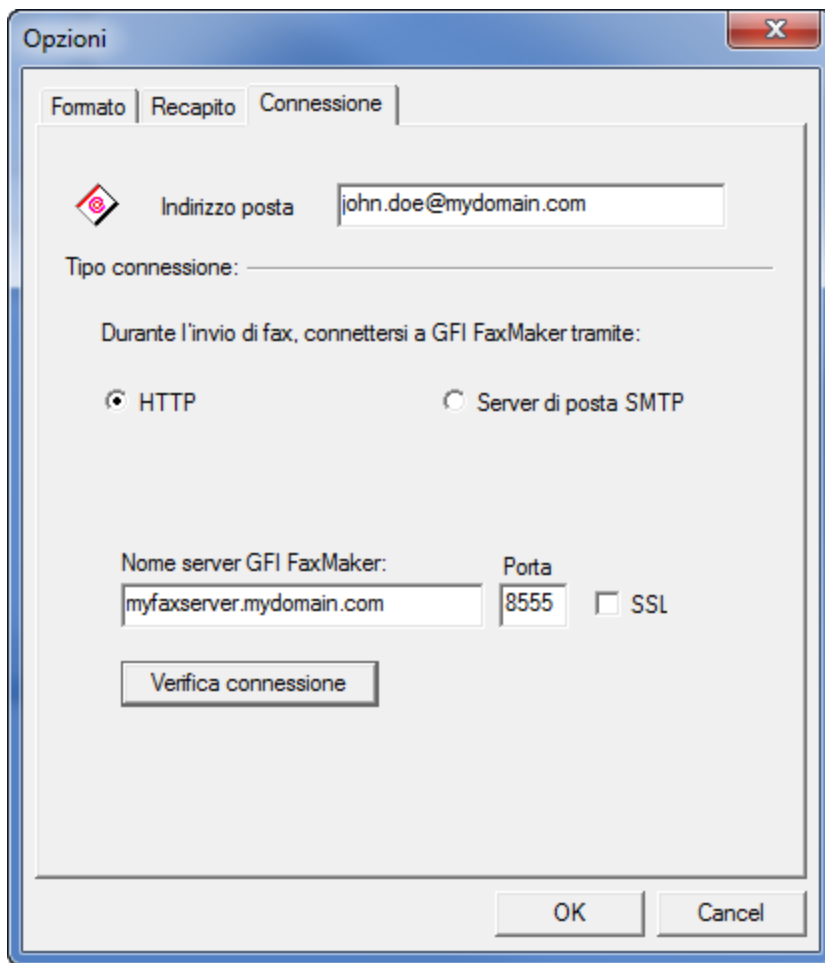 Opzioni
Formato Recapito Connessione
Indirizzo posta john.doe@mydomain.com
Tipo connessione:
Durante l'invio di fax, connettersi a GFI FaxMaker tramite:
HTTP Server di posta SMTP
Nome server GFI FaxMaker: Porta
myfaxserver.mydomain.com 8555 SSL
Verifica connessione
OK Cancel